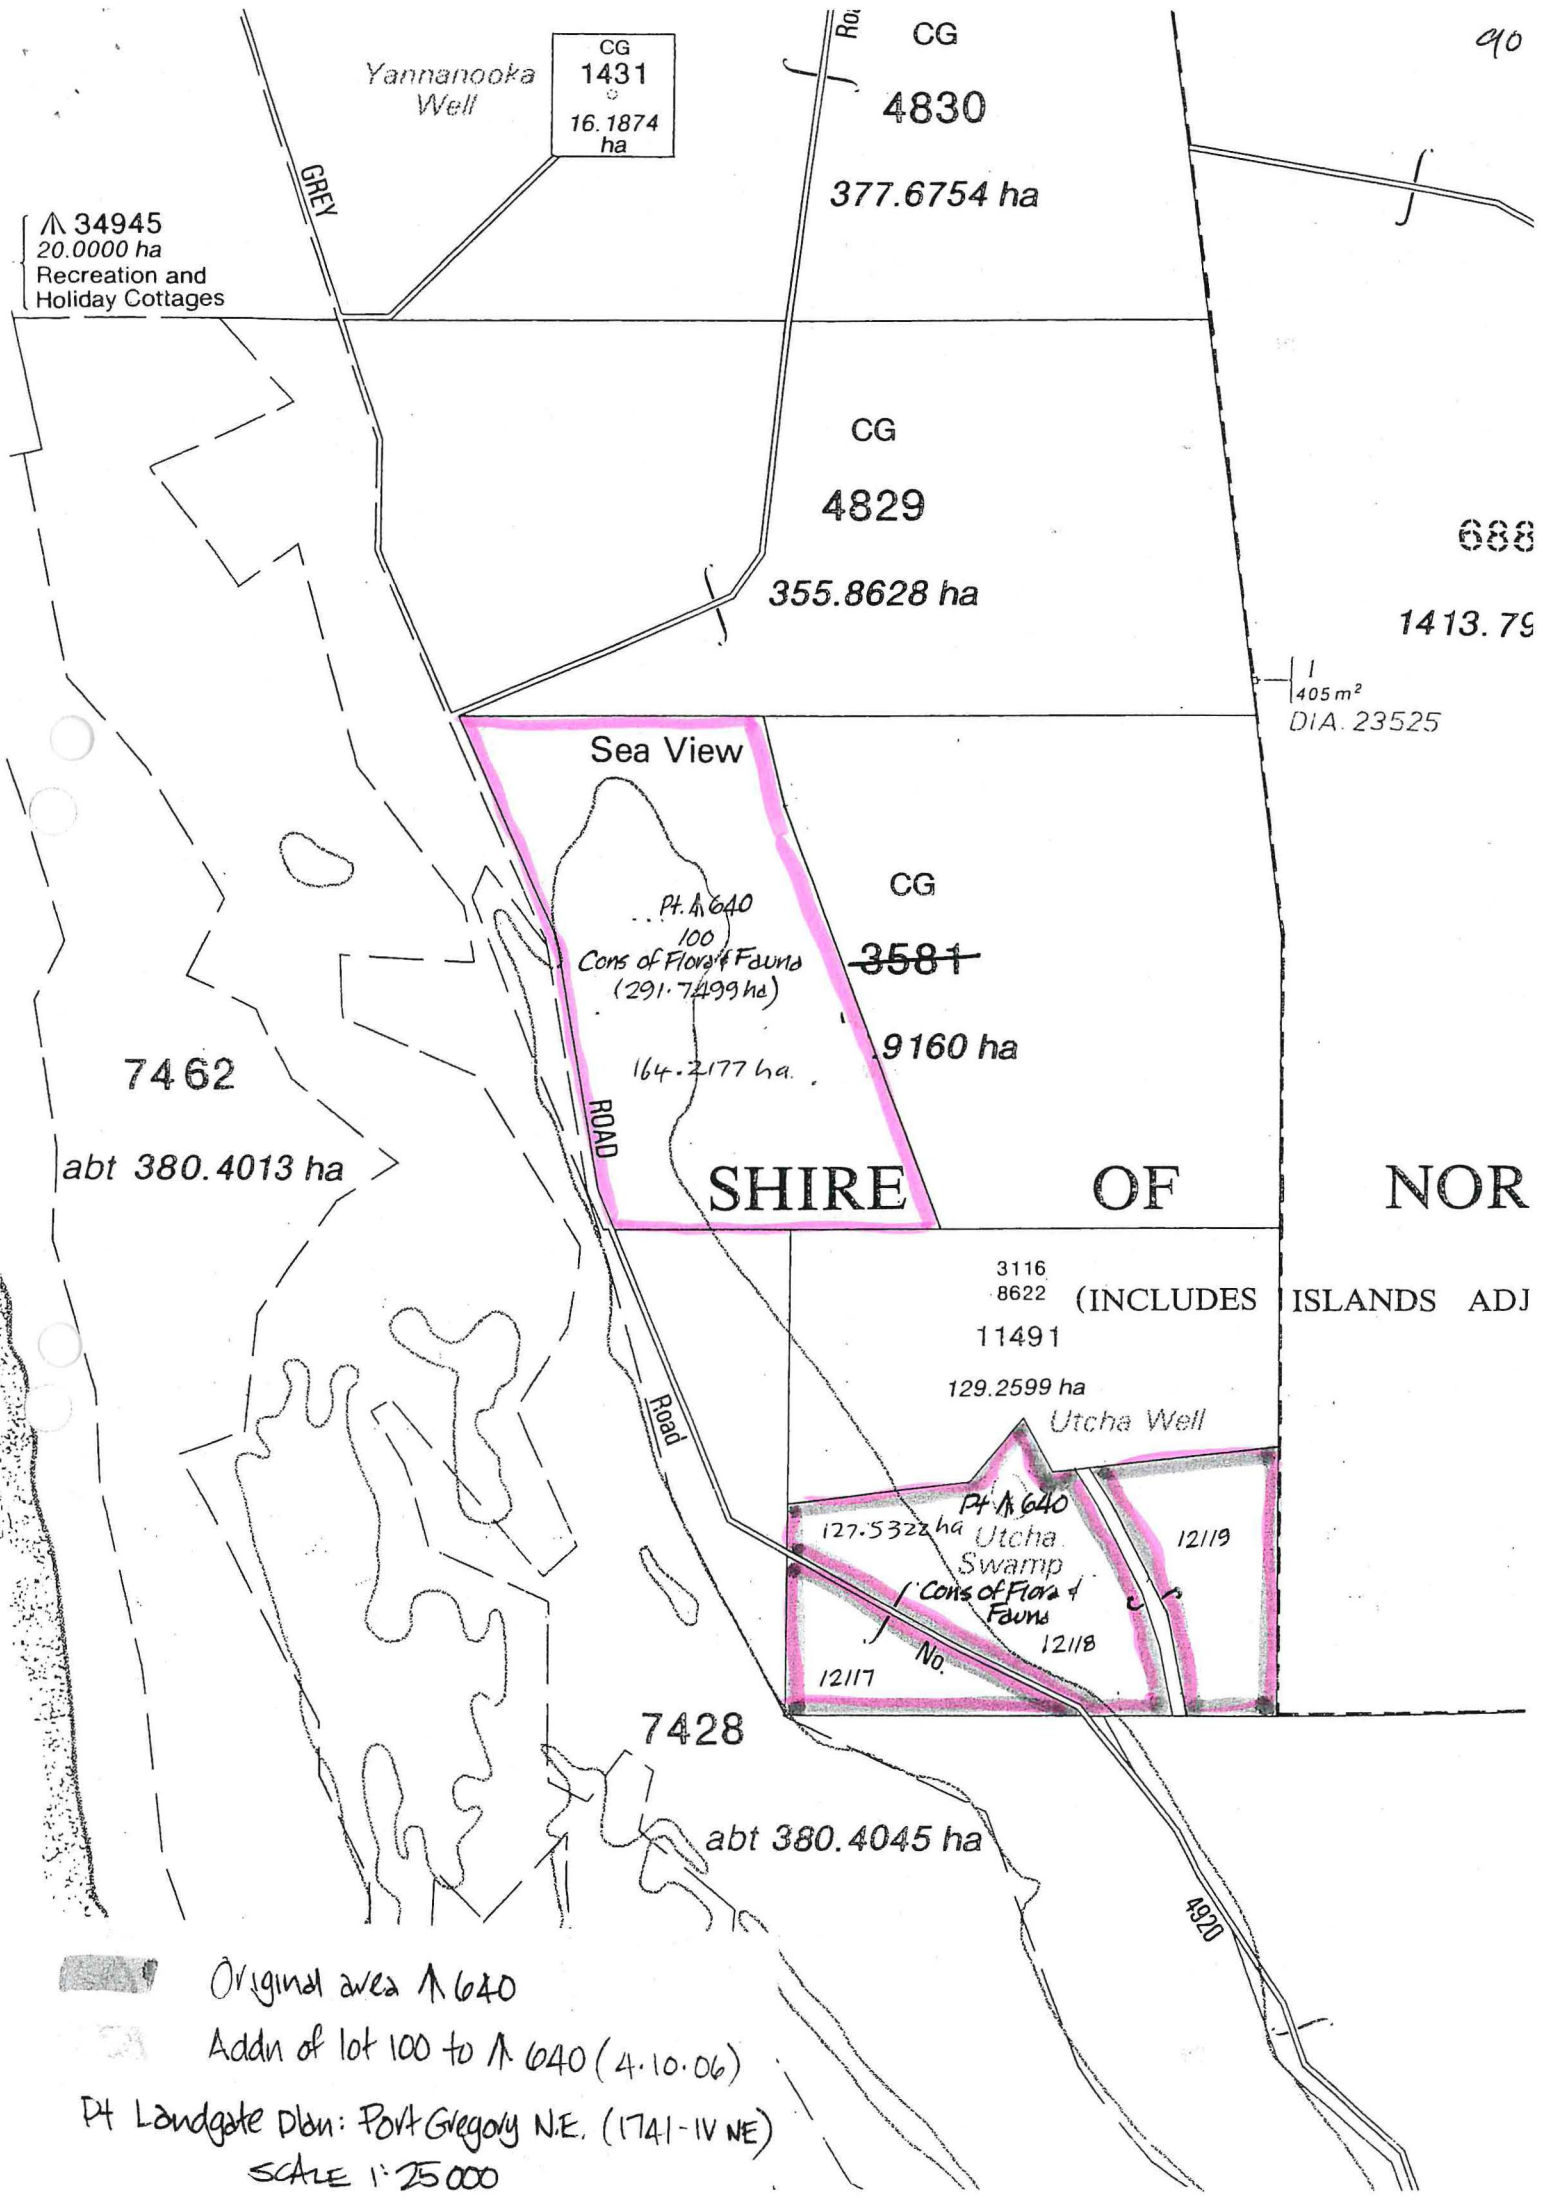 90
Yannanooka
Well
CG
1431
16.1874
ha
CG
4830
377.6754 ha
GREY
34945
20.0000 ha
Recreation and
Holiday Cottages
CG
4829
355.8628 ha
688
1413.79
1
405 m²
DIA. 23525
Sea View
Pt. 640
100
Cons of Flora & Fauna
(291.7499 ha)
164.2177 ha.
CG
3581
.9160 ha
7462
abt 380.4013 ha
ROAD
SHIRE OF NOR
3116
8622
(INCLUDES ISLANDS ADJ
11491
129.2599 ha
Utcha Well
Road
Pt 640
127.5322 ha
Utcha
Swamp
Cons of Flora &
Fauna
12119
12118
12117
No.
7428
abt 380.4045 ha
4920
Original area 640
Addn of lot 100 to 640 (4.10.06)
Pt Landgate Plan: Port Gregory N.E. (1741-IV NE)
SCALE 1:25000